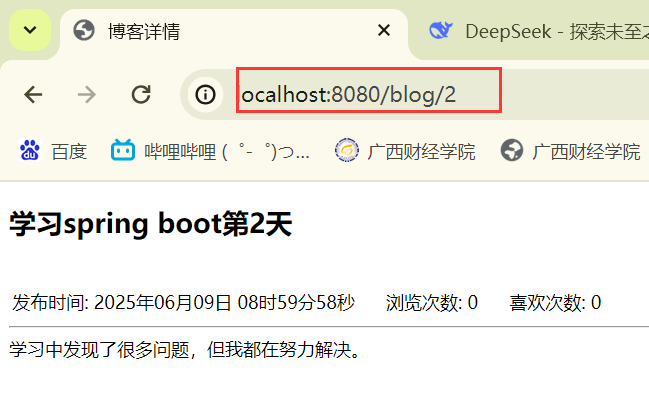 博客详情
DeepSeek - 探索未至之
ocalhost:8080/blog/2
百度
哔哩哔哩 (゜-゜)つ...
广西财经学院
广西财经学院
学习spring boot第2天
发布时间: 2025年06月09日 08时59分58秒 浏览次数: 0 喜欢次数: 0
学习中发现了很多问题，但我都在努力解决。